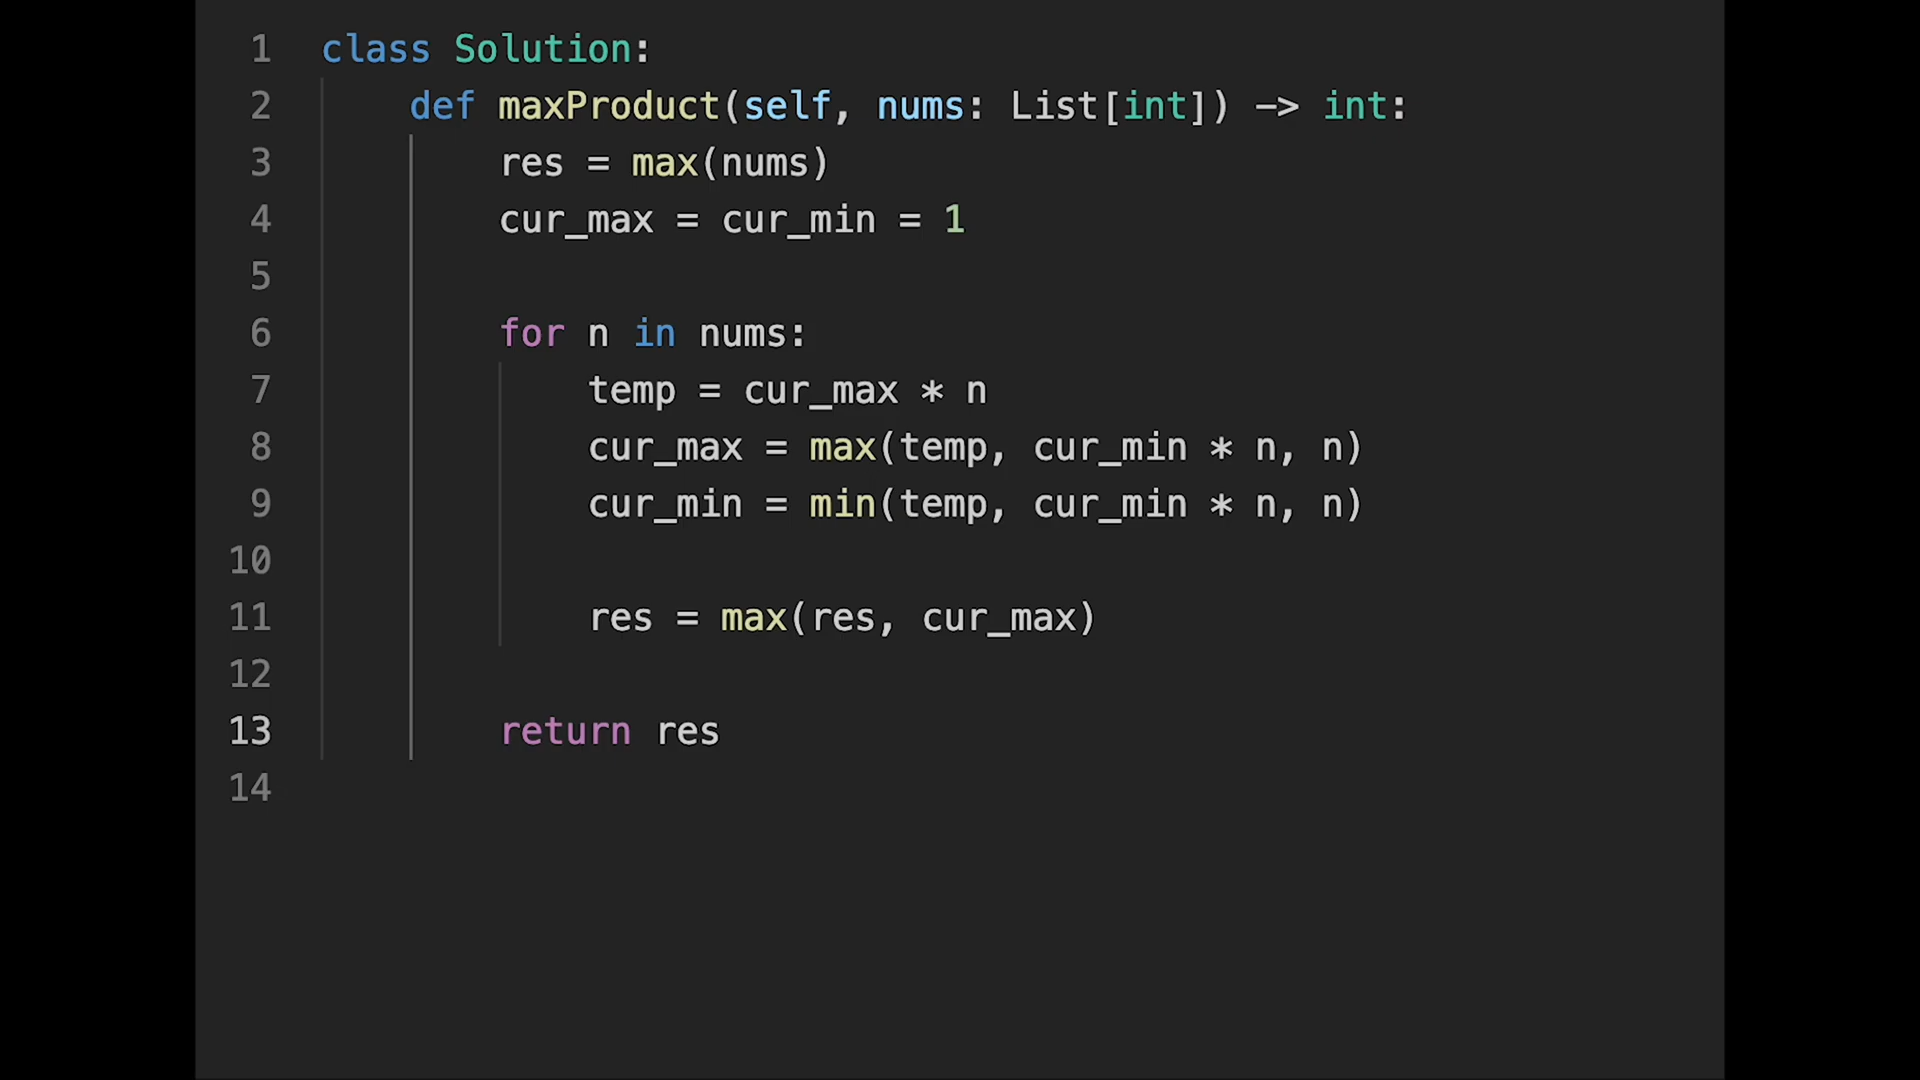 1 class Solution:
2     def maxProduct(self, nums: List[int]) -> int:
3         res = max(nums)
4         cur_max = cur_min = 1
5
6         for n in nums:
7             temp = cur_max * n
8             cur_max = max(temp, cur_min * n, n)
9             cur_min = min(temp, cur_min * n, n)
10
11             res = max(res, cur_max)
12
13         return res
14